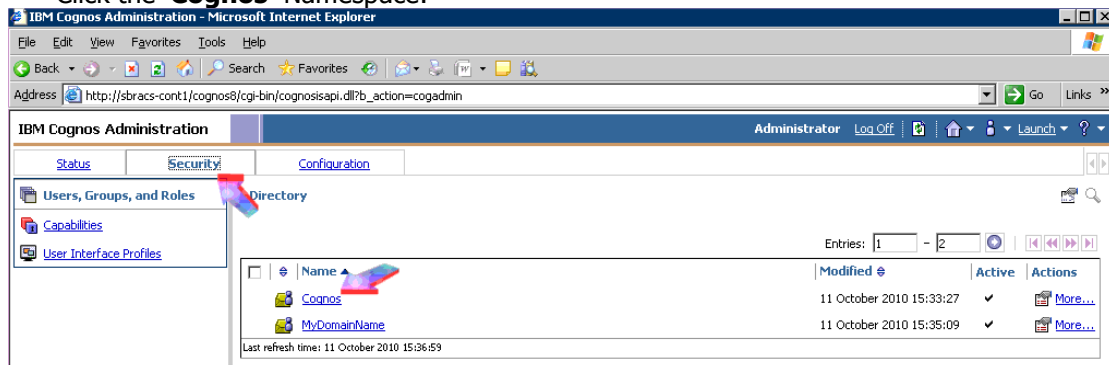 Click the 'Cognos' Namespace.
IBM Cognos Administration - Microsoft Internet Explorer
File Edit View Favorites Tools Help
Back Search Favorites
Address http://sbracs-cont1/cognos8/cgi-bin/cognosisapi.dll?b_action=cogadmin Go Links »
IBM Cognos Administration Administrator Log Off Launch ?
Status Security Configuration
Users, Groups, and Roles Directory
Capabilities
User Interface Profiles
Entries: 1 - 2
Name Modified Active Actions
Cognos 11 October 2010 15:33:27 More...
MyDomainName 11 October 2010 15:35:09 More...
Last refresh time: 11 October 2010 15:36:59